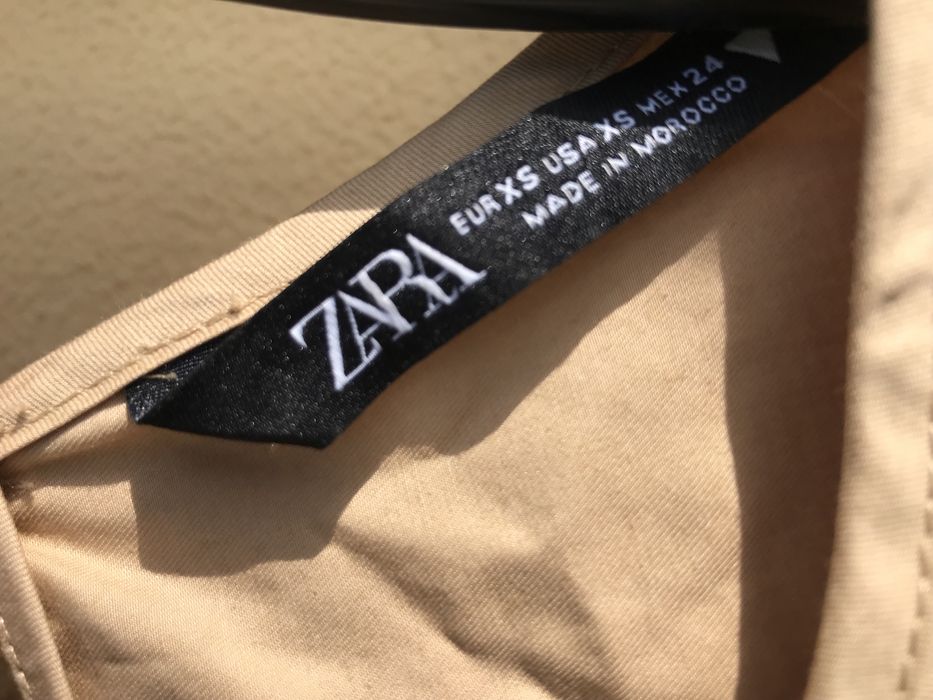 ZARA
EUR XS USA XS MEX 24
MADE IN MOROCCO